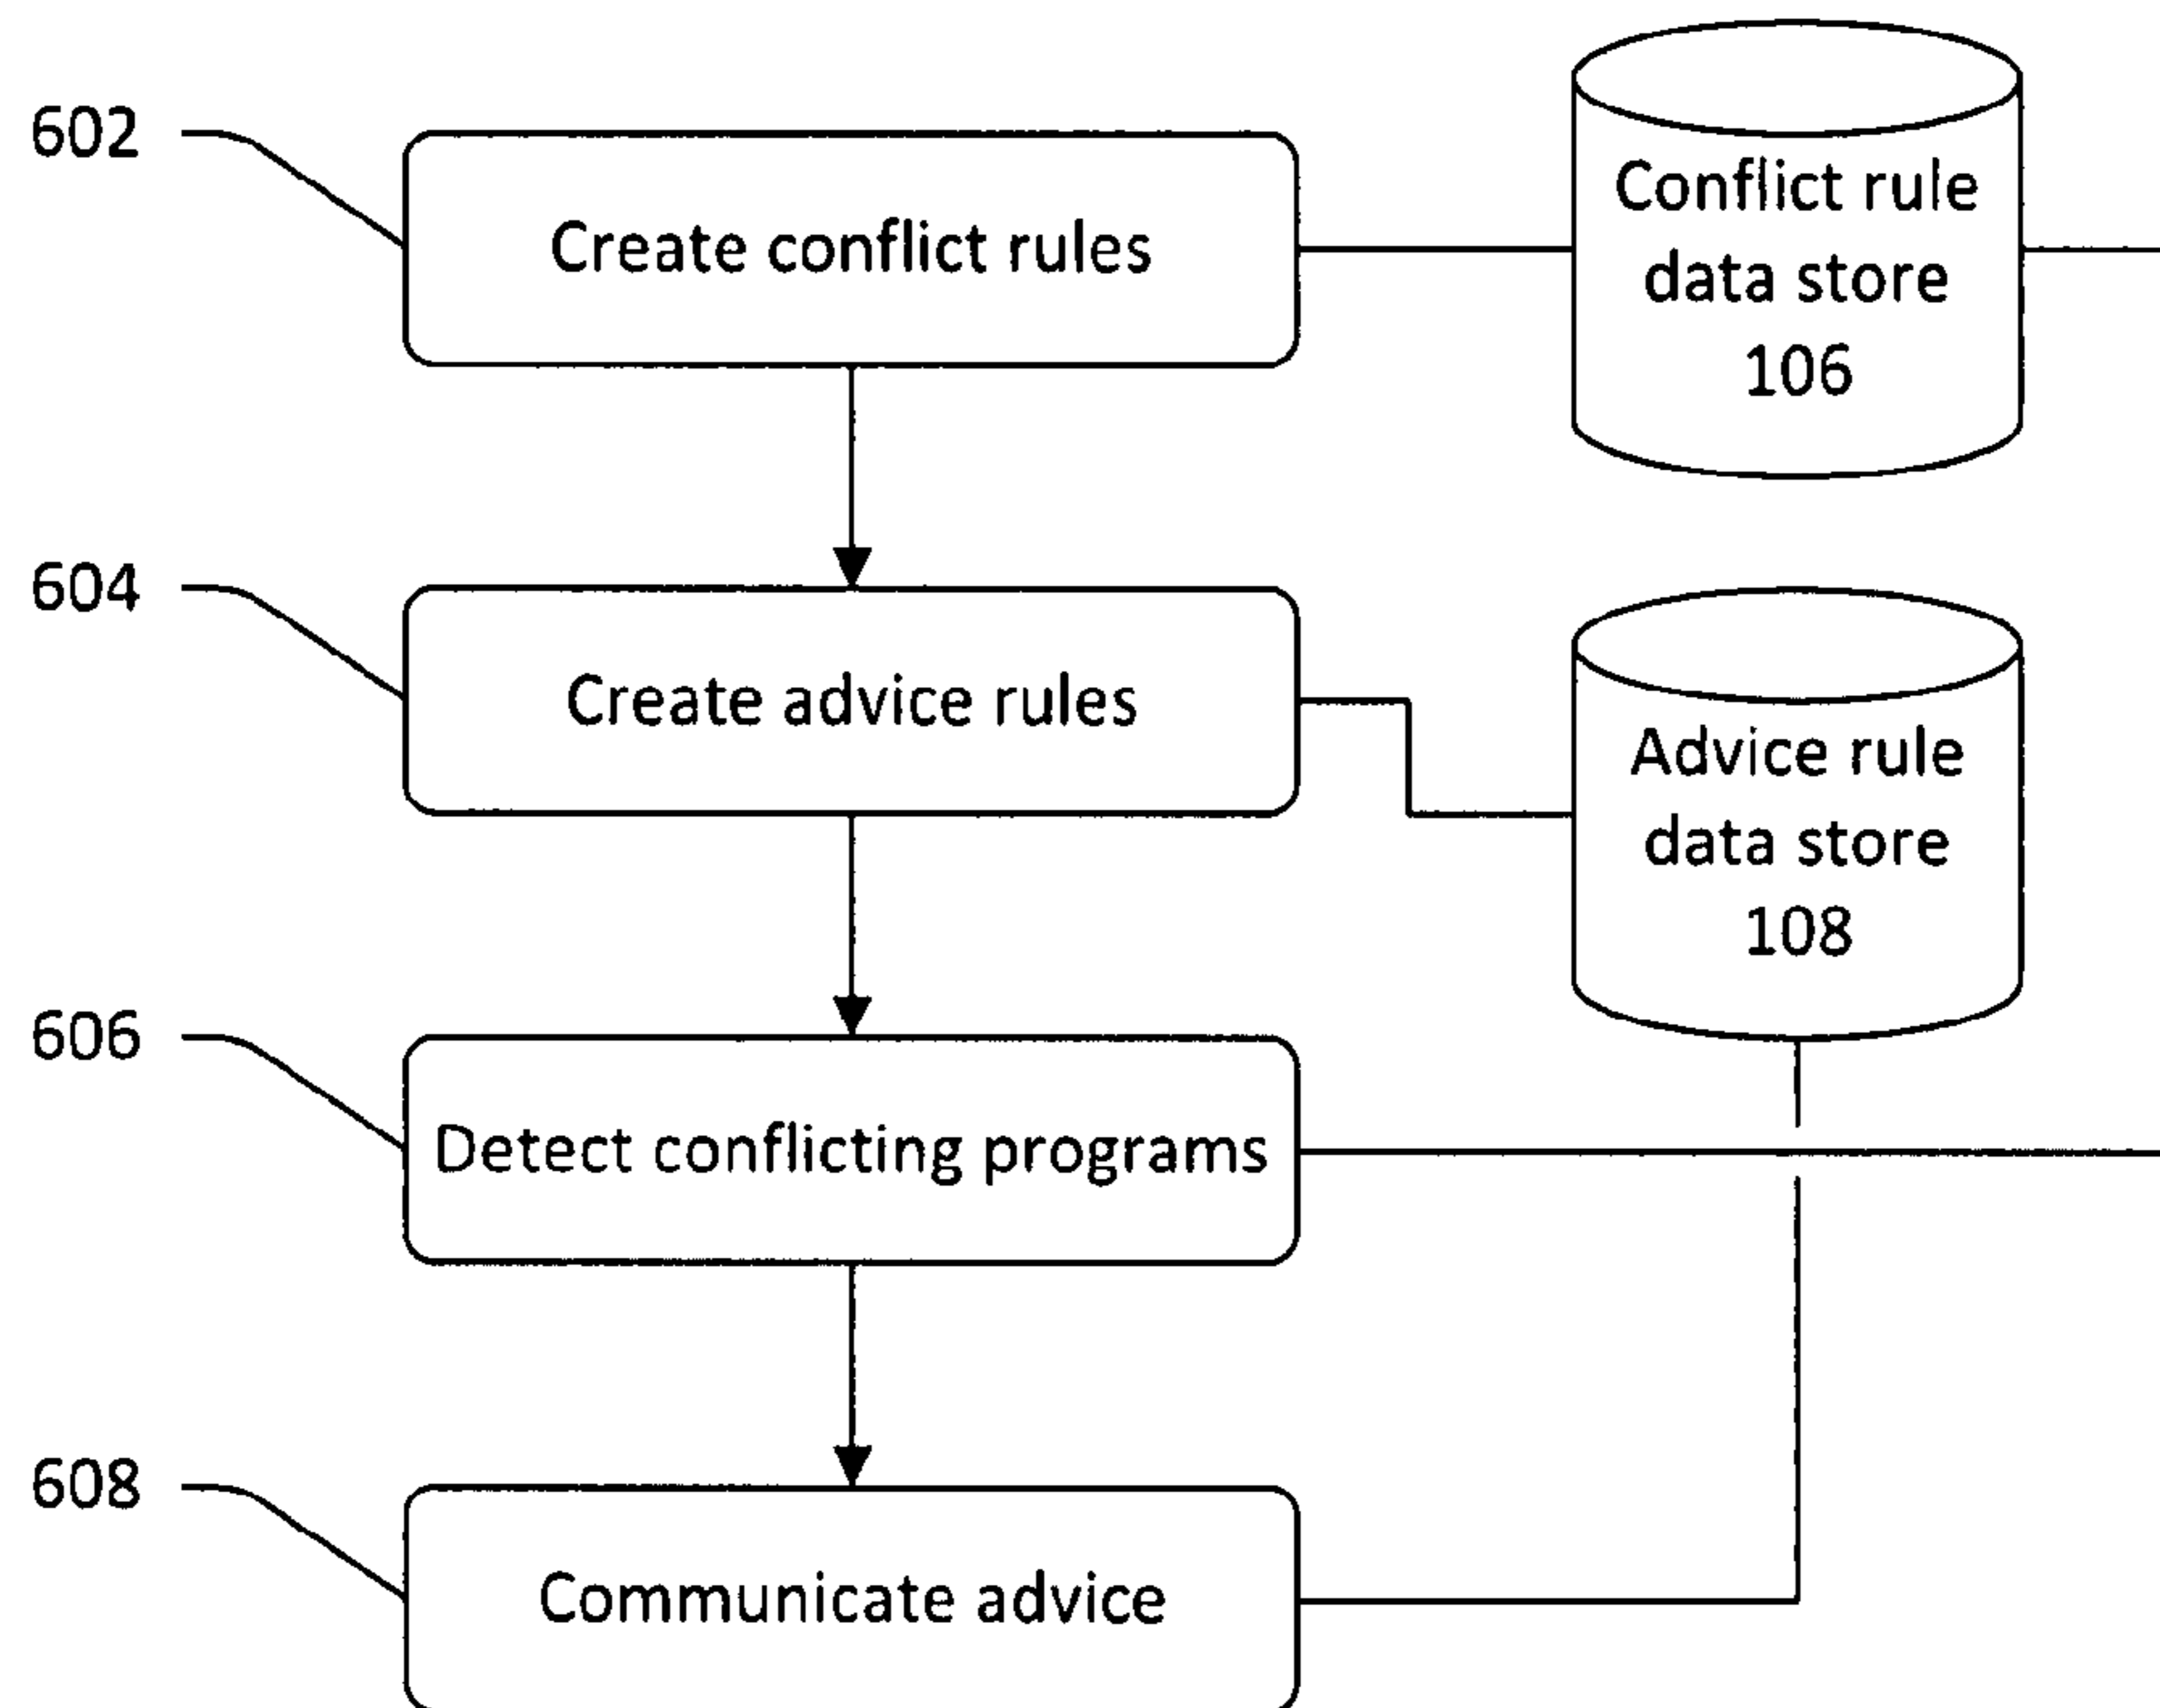 602
Create conflict rules
Conflict rule
data store
106
604
Create advice rules
Advice rule
data store
108
606
Detect conflicting programs
608
Communicate advice